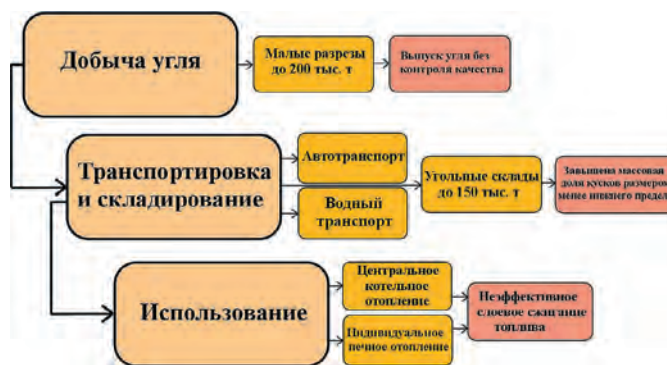 Добыча угля
Малые разрезы
до 200 тыс. т
Выпуск угля без
контроля качества
Транспортировка
и складирование
Автотранспорт
Водный
транспорт
Угольные склады
до 150 тыс. т
Завышена массовая
доля кусков размером
менее нижнего предела
Использование
Центральное
котельное
отопление
Индивидуальное
печное отопление
Неэффективное
слоевое сжигание
топлива